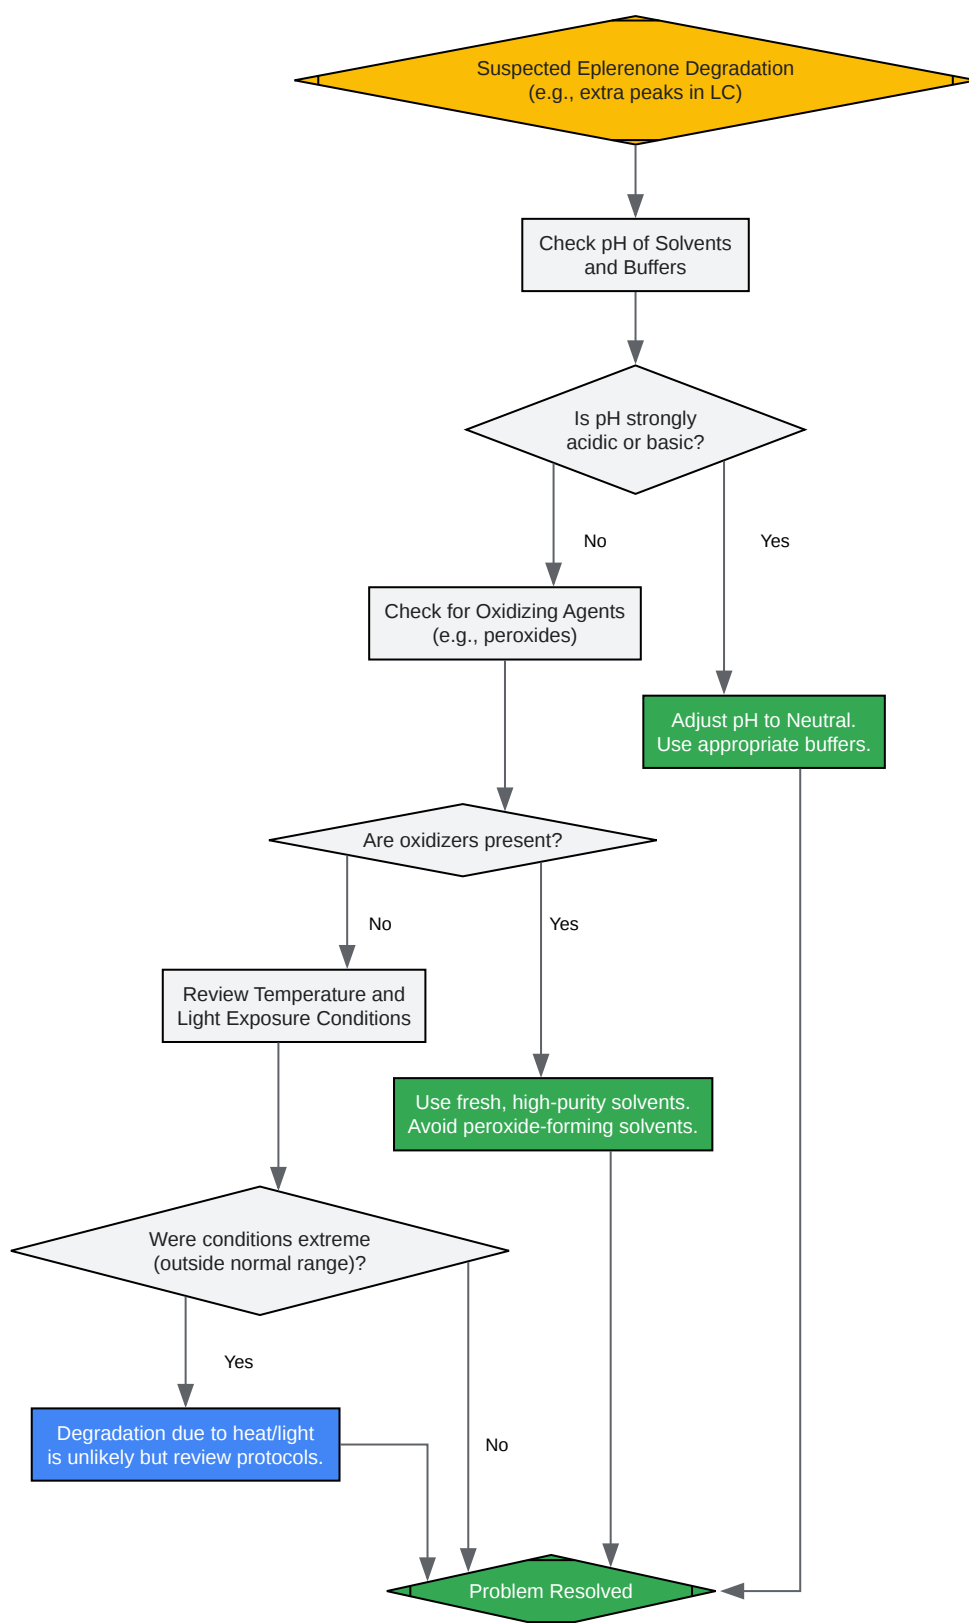 Suspected Eplerenone Degradation
(e.g., extra peaks in LC)
Check pH of Solvents
and Buffers
Is pH strongly
acidic or basic?
No
Yes
Check for Oxidizing Agents
(e.g., peroxides)
Adjust pH to Neutral.
Use appropriate buffers.
Are oxidizers present?
No
Yes
Review Temperature and
Light Exposure Conditions
Use fresh, high-purity solvents.
Avoid peroxide-forming solvents.
Were conditions extreme
(outside normal range)?
Yes
Degradation due to heat/light
is unlikely but review protocols.
No
Problem Resolved